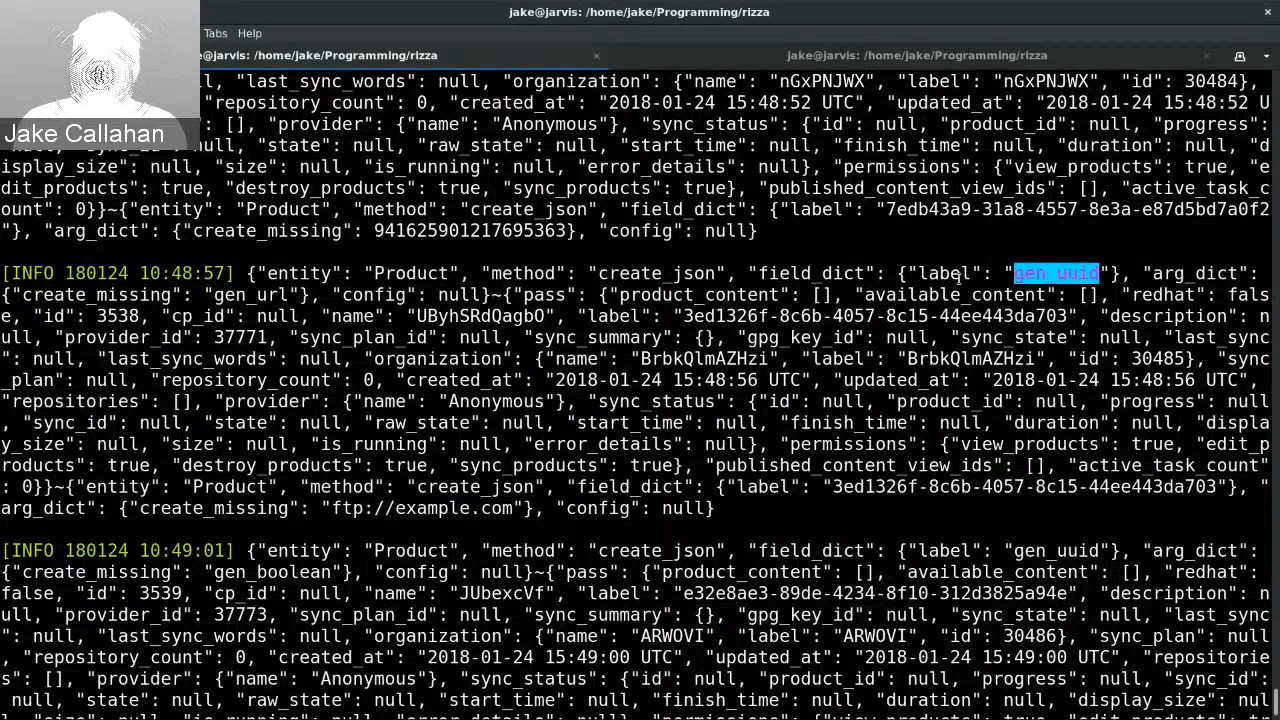 jake@jarvis: /home/jake/Programming/rizza
Tabs Help
e@jarvis: /home/jake/Programming/rizza
jake@jarvis: /home/jake/Programming/rizza
l, "last_sync_words": null, "organization": {"name": "nGxPNJWX", "label": "nGxPNJWX", "id": 30484},
"repository_count": 0, "created_at": "2018-01-24 15:48:52 UTC", "updated_at": "2018-01-24 15:48:52 U
: [], "provider": {"name": "Anonymous"}, "sync_status": {"id": null, "product_id": null, "progress":
Jake Callahan
null, "state": null, "raw_state": null, "start_time": null, "finish_time": null, "duration": null, "d
isplay_size": null, "size": null, "is_running": null, "error_details": null}, "permissions": {"view_products": true, "e
dit_products": true, "destroy_products": true, "sync_products": true}, "published_content_view_ids": [], "active_task_c
ount": 0}}~{"entity": "Product", "method": "create_json", "field_dict": {"label": "7edb43a9-31a8-4557-8e3a-e87d5bd7a0f2
"}, "arg_dict": {"create_missing": 941625901217695363}, "config": null}
[INFO 180124 10:48:57] {"entity": "Product", "method": "create_json", "field_dict": {"label": "gen_uuid"}, "arg_dict":
{"create_missing": "gen_url"}, "config": null}~{"pass": {"product_content": [], "available_content": [], "redhat": fals
e, "id": 3538, "cp_id": null, "name": "UByhSRdQagbO", "label": "3ed1326f-8c6b-4057-8c15-44ee443da703", "description": n
ull, "provider_id": 37771, "sync_plan_id": null, "sync_summary": {}, "gpg_key_id": null, "sync_state": null, "last_sync
": null, "last_sync_words": null, "organization": {"name": "BrbkQlmAZHzi", "label": "BrbkQlmAZHzi", "id": 30485}, "sync
_plan": null, "repository_count": 0, "created_at": "2018-01-24 15:48:56 UTC", "updated_at": "2018-01-24 15:48:56 UTC",
"repositories": [], "provider": {"name": "Anonymous"}, "sync_status": {"id": null, "product_id": null, "progress": null
, "sync_id": null, "state": null, "raw_state": null, "start_time": null, "finish_time": null, "duration": null, "displa
y_size": null, "size": null, "is_running": null, "error_details": null}, "permissions": {"view_products": true, "edit_p
roducts": true, "destroy_products": true, "sync_products": true}, "published_content_view_ids": [], "active_task_count"
: 0}}~{"entity": "Product", "method": "create_json", "field_dict": {"label": "3ed1326f-8c6b-4057-8c15-44ee443da703"}, "
arg_dict": {"create_missing": "ftp://example.com"}, "config": null}
[INFO 180124 10:49:01] {"entity": "Product", "method": "create_json", "field_dict": {"label": "gen_uuid"}, "arg_dict":
{"create_missing": "gen_boolean"}, "config": null}~{"pass": {"product_content": [], "available_content": [], "redhat":
false, "id": 3539, "cp_id": null, "name": "JUbexcVf", "label": "e32e8ae3-89de-4234-8f10-312d3825a94e", "description": n
ull, "provider_id": 37773, "sync_plan_id": null, "sync_summary": {}, "gpg_key_id": null, "sync_state": null, "last_sync
": null, "last_sync_words": null, "organization": {"name": "ARWOVI", "label": "ARWOVI", "id": 30486}, "sync_plan": null
, "repository_count": 0, "created_at": "2018-01-24 15:49:00 UTC", "updated_at": "2018-01-24 15:49:00 UTC", "repositorie
s": [], "provider": {"name": "Anonymous"}, "sync_status": {"id": null, "product_id": null, "progress": null, "sync_id":
null, "state": null, "raw_state": null, "start_time": null, "finish_time": null, "duration": null, "display_size": nul
l, "size": null, "is_running": null, "error_details": null}, "permissions": {"view_products": true, "edit_products":